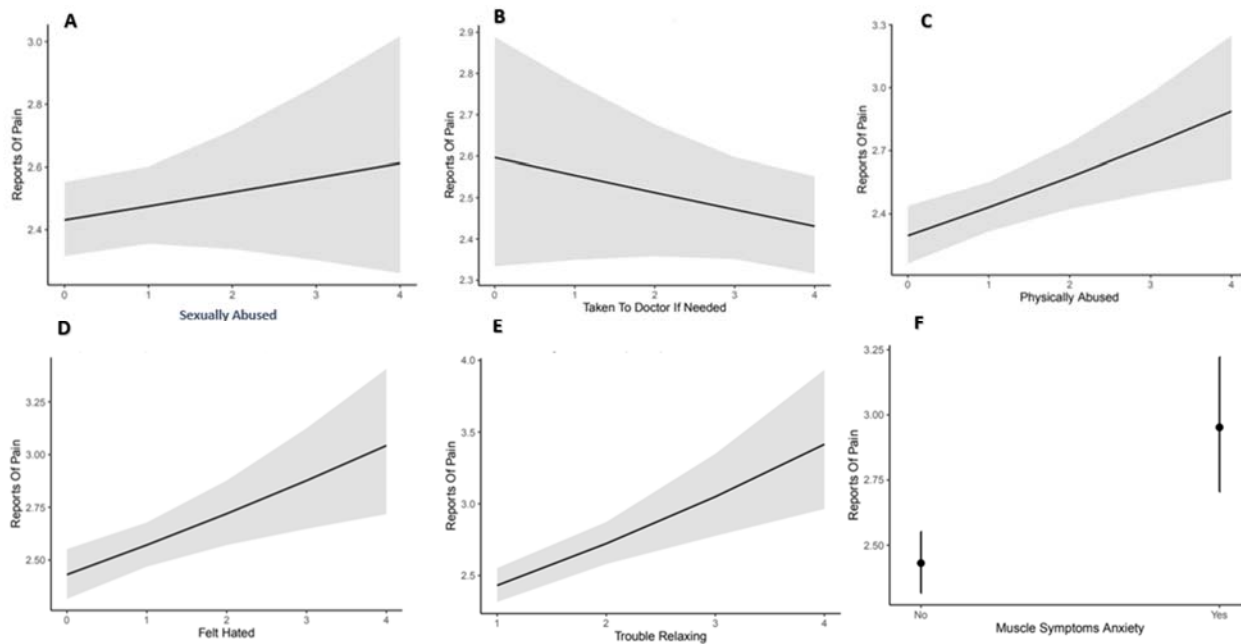 A
Reports Of Pain
3.0
2.8
2.6
2.4
0 1 2 3 4
Sexually Abused
B
Reports Of Pain
2.9
2.8
2.7
2.6
2.5
2.4
2.3
0 1 2 3 4
Taken To Doctor If Needed
C
Reports Of Pain
3.3
3.0
2.7
2.4
0 1 2 3 4
Physically Abused
D
Reports Of Pain
3.25
3.00
2.75
2.50
0 1 2 3 4
Felt Hated
E
Reports Of Pain
4.0
3.5
3.0
2.5
1 2 3 4
Trouble Relaxing
F
Reports Of Pain
3.25
3.00
2.75
2.50
No Yes
Muscle Symptoms Anxiety